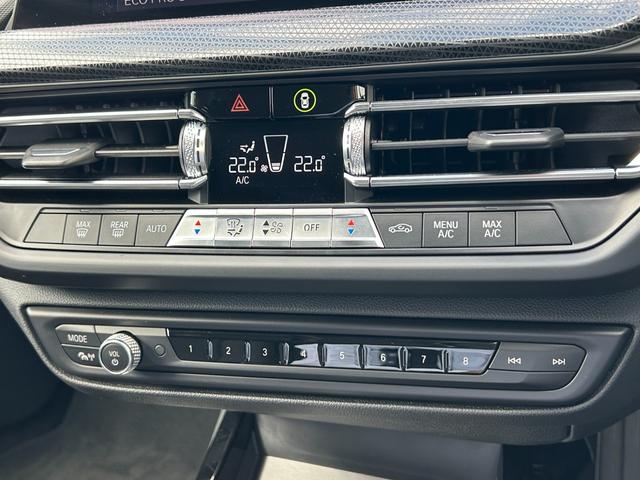 ECO PRO
22.0° 22.0°
A/C
MAX REAR AUTO OFF MENU A/C MAX A/C
MODE
VOL
1 2 3 4 5 6 7 8